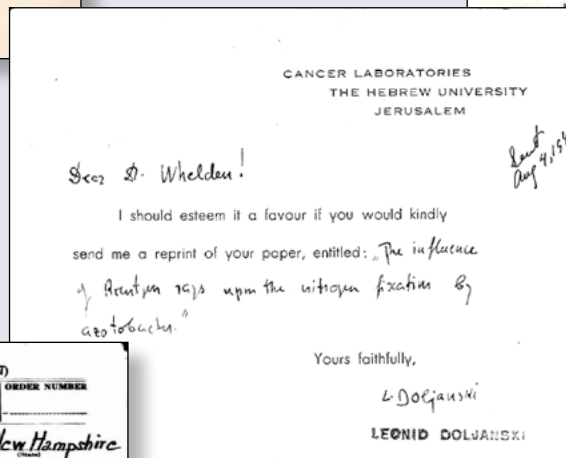 CANCER LABORATORIES
THE HEBREW UNIVERSITY
JERUSALEM
Sent
Aug 4, 194
Dear D. Whelden!
I should esteem it a favour if you would kindly
send me a reprint of your paper, entitled: „The influence
of Roentgen rays upon the nitrogen fixation by
azotobacter."
Yours faithfully,
L. Doljanski
LEONID DOLJANSKI
T)
ORDER NUMBER
New Hampshire
(State)